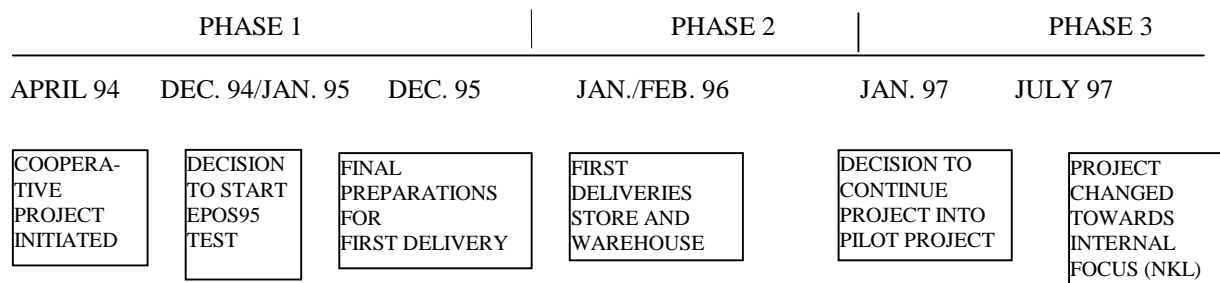 PHASE 1 PHASE 2 PHASE 3
APRIL 94 DEC. 94/JAN. 95 DEC. 95 JAN./FEB. 96 JAN. 97 JULY 97
COOPERA-
TIVE
PROJECT
INITIATED
DECISION
TO START
EPOS95
TEST
FINAL
PREPARATIONS
FOR
FIRST DELIVERY
FIRST
DELIVERIES
STORE AND
WAREHOUSE
DECISION TO
CONTINUE
PROJECT INTO
PILOT PROJECT
PROJECT
CHANGED
TOWARDS
INTERNAL
FOCUS (NKL)